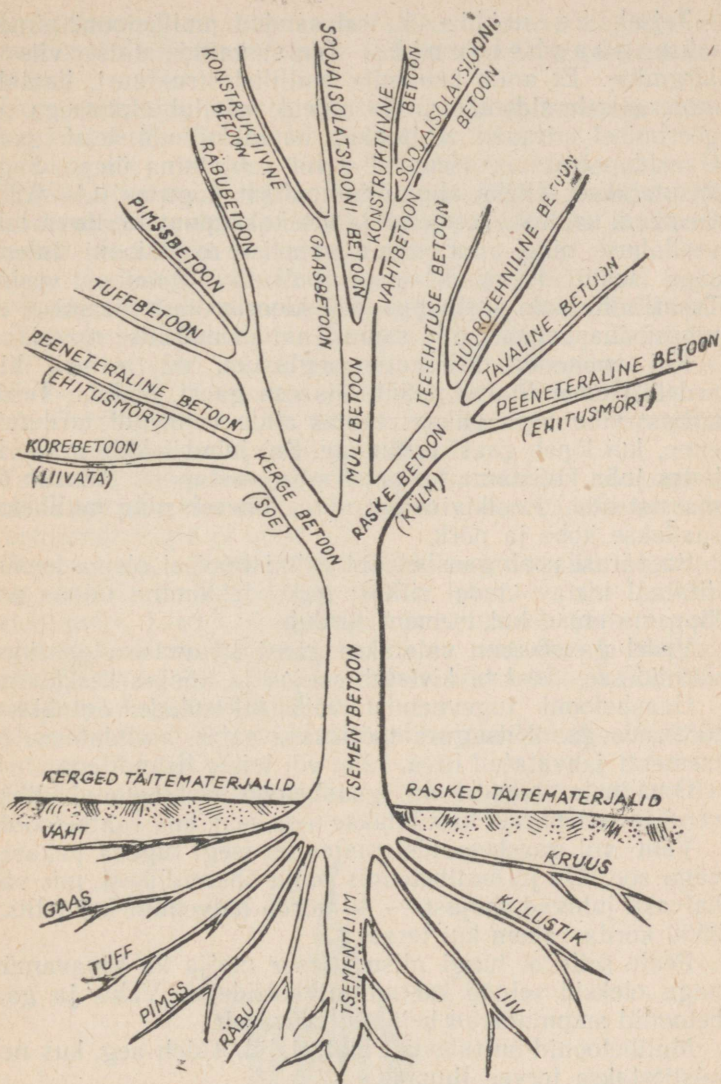 KONSTRUKTIIVNE
BETOON
SOOJAISOLATSIOONI BETOON
KONSTRUKTIIVNE
BETOON
SOOJAISOLATSIOONI-
BETOON
RÄBUBETOON
PIMSSBETOON
TUFFBETOON
PEENETERALINE BETOON
(EHITUSMÖRT)
KOREBETOON
(LIIVATA)
KERGE BETOON
(SOE)
GAASBETOON
MULLBETOON
VAHTBETOON
TEE-EHITUSE BETOON
HÜDROTEHNILINE BETOON
TAVALINE BETOON
PEENETERALINE BETOON
(EHITUSMÖRT)
RASKE BETOON
(KÜLM)
TSEMENTBETOON
KERGED TÄITEMATERJALID
RASKED TÄITEMATERJALID
VAHT
GAAS
TUFF
PIMSS
RÄBU
TSEMENTLIIM
LIIV
KILLUSTIK
KRUUS